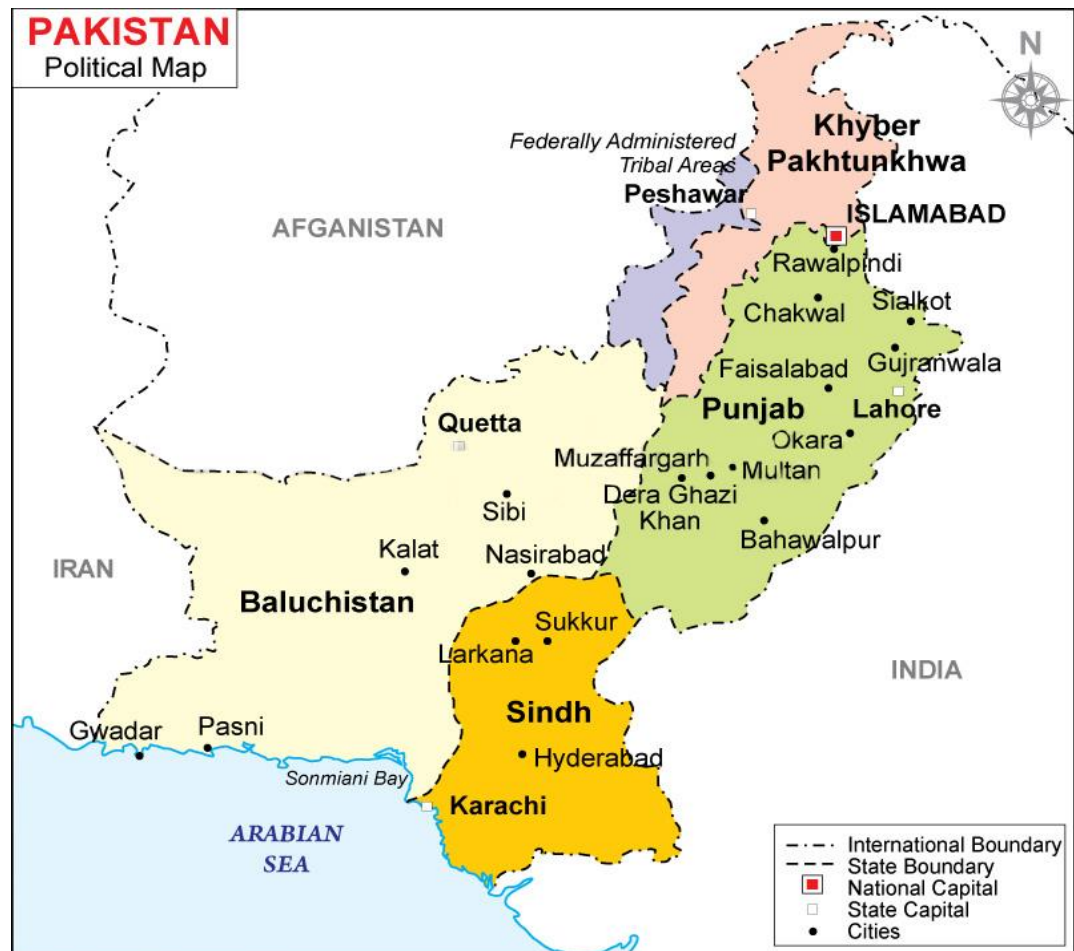 PAKISTAN
Political Map
N
Khyber
Pakhtunkhwa
Federally Administered
Tribal Areas
Peshawar
ISLAMABAD
AFGANISTAN
Rawalpindi
Chakwal
Sialkot
Gujranwala
Faisalabad
Punjab
Lahore
Quetta
Okara
Muzaffargarh
Multan
Dera Ghazi
Khan
Sibi
Bahawalpur
Kalat
Nasirabad
IRAN
Baluchistan
Sukkur
Larkana
INDIA
Sindh
Gwadar
Pasni
Hyderabad
Sonmiani Bay
Karachi
ARABIAN
SEA
International Boundary
State Boundary
National Capital
State Capital
Cities